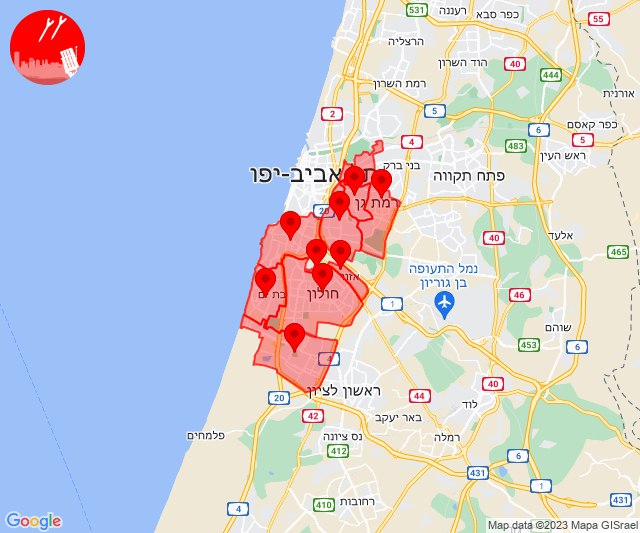 531
רעננה
כפר סבא
55
הרצליה
40
הוד השרון
444
רמת השרון
אורנית
2
5
כפר קאסם
4
6
5
483
ראש העין
בני ברק
אביב-יפו
פתח תקווה
רמת גן
20
אלעד
40
465
אזור
נמל התעופה
בן גוריון
בת ים
חולון
46
1
שוהם
453
6
4
ראשון לציון
40
44
20
לוד
42
באר יעקב
1
פלמחים
נס ציונה
רמלה
412
431
431
410
רחובות
4
6
Google
Map data ©2023 Mapa GISrael